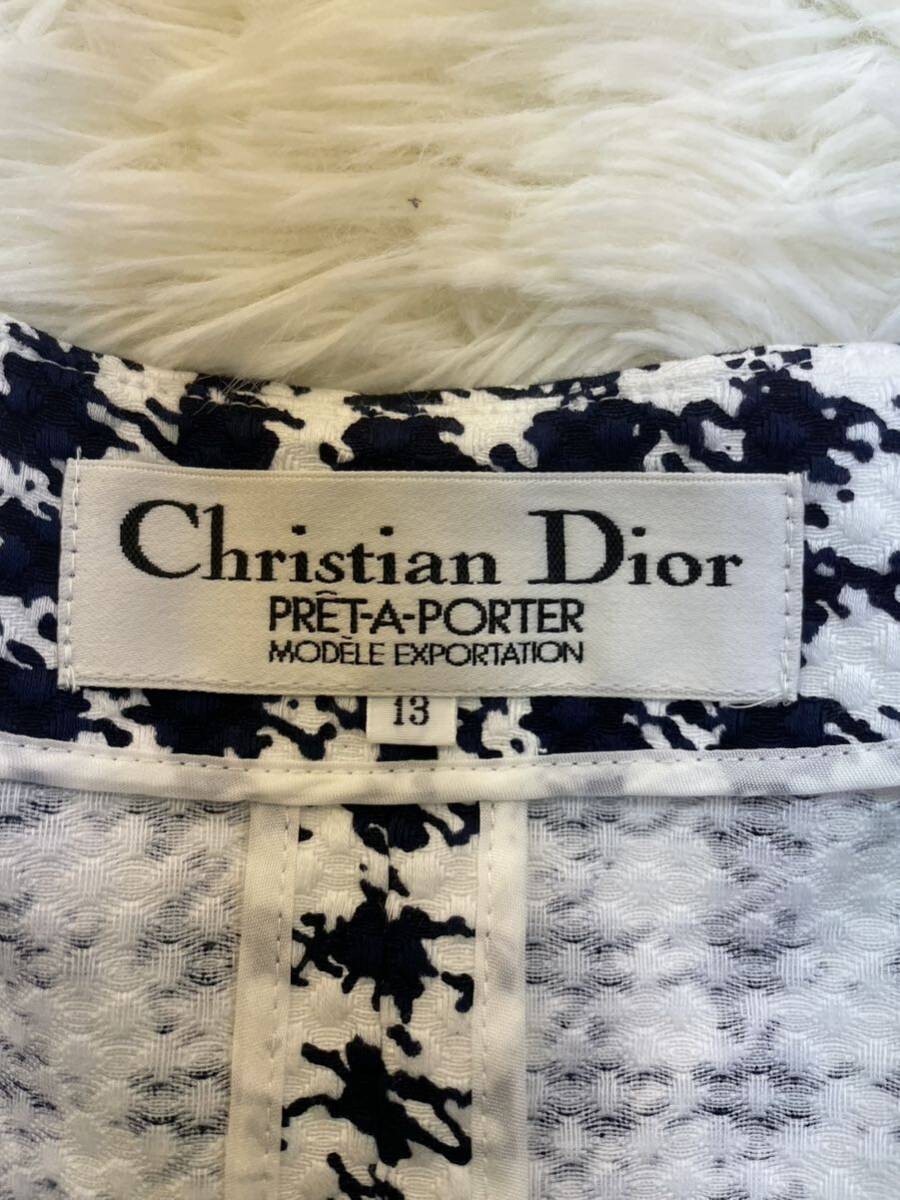 Christian Dior
PRÊT-A-PORTER
MODÈLE EXPORTATION
13